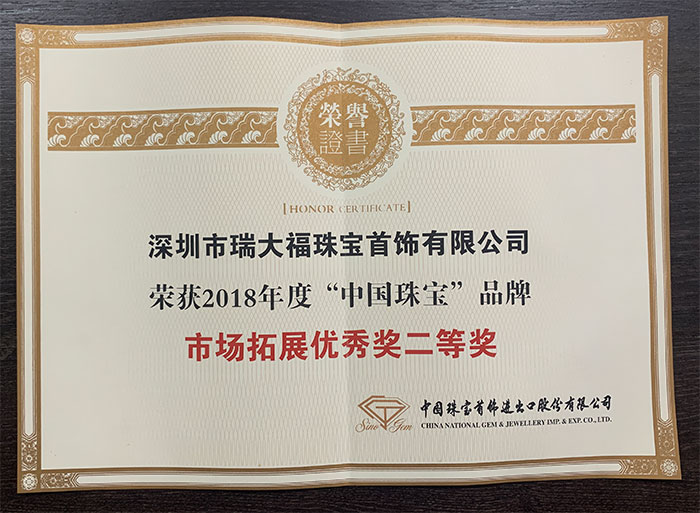 榮譽
證書
[HONOR CERTIFICATE]
深圳市瑞大福珠宝首饰有限公司
荣获2018年度“中国珠宝”品牌
市场拓展优秀奖二等奖
Sino Gem
中国珠宝首饰进出口股份有限公司
CHINA NATIONAL GEM & JEWELLERY IMP. & EXP. CO., LTD.